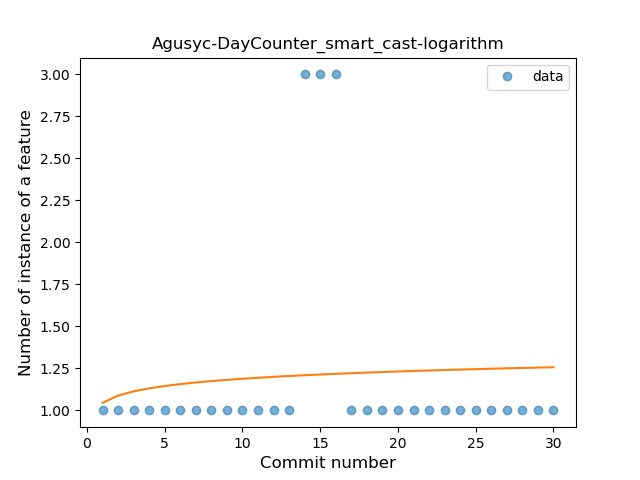 Agusyc-DayCounter_smart_cast-logarithm
data
Number of instance of a feature
3.00
2.75
2.50
2.25
2.00
1.75
1.50
1.25
1.00
0 5 10 15 20 25 30
Commit number